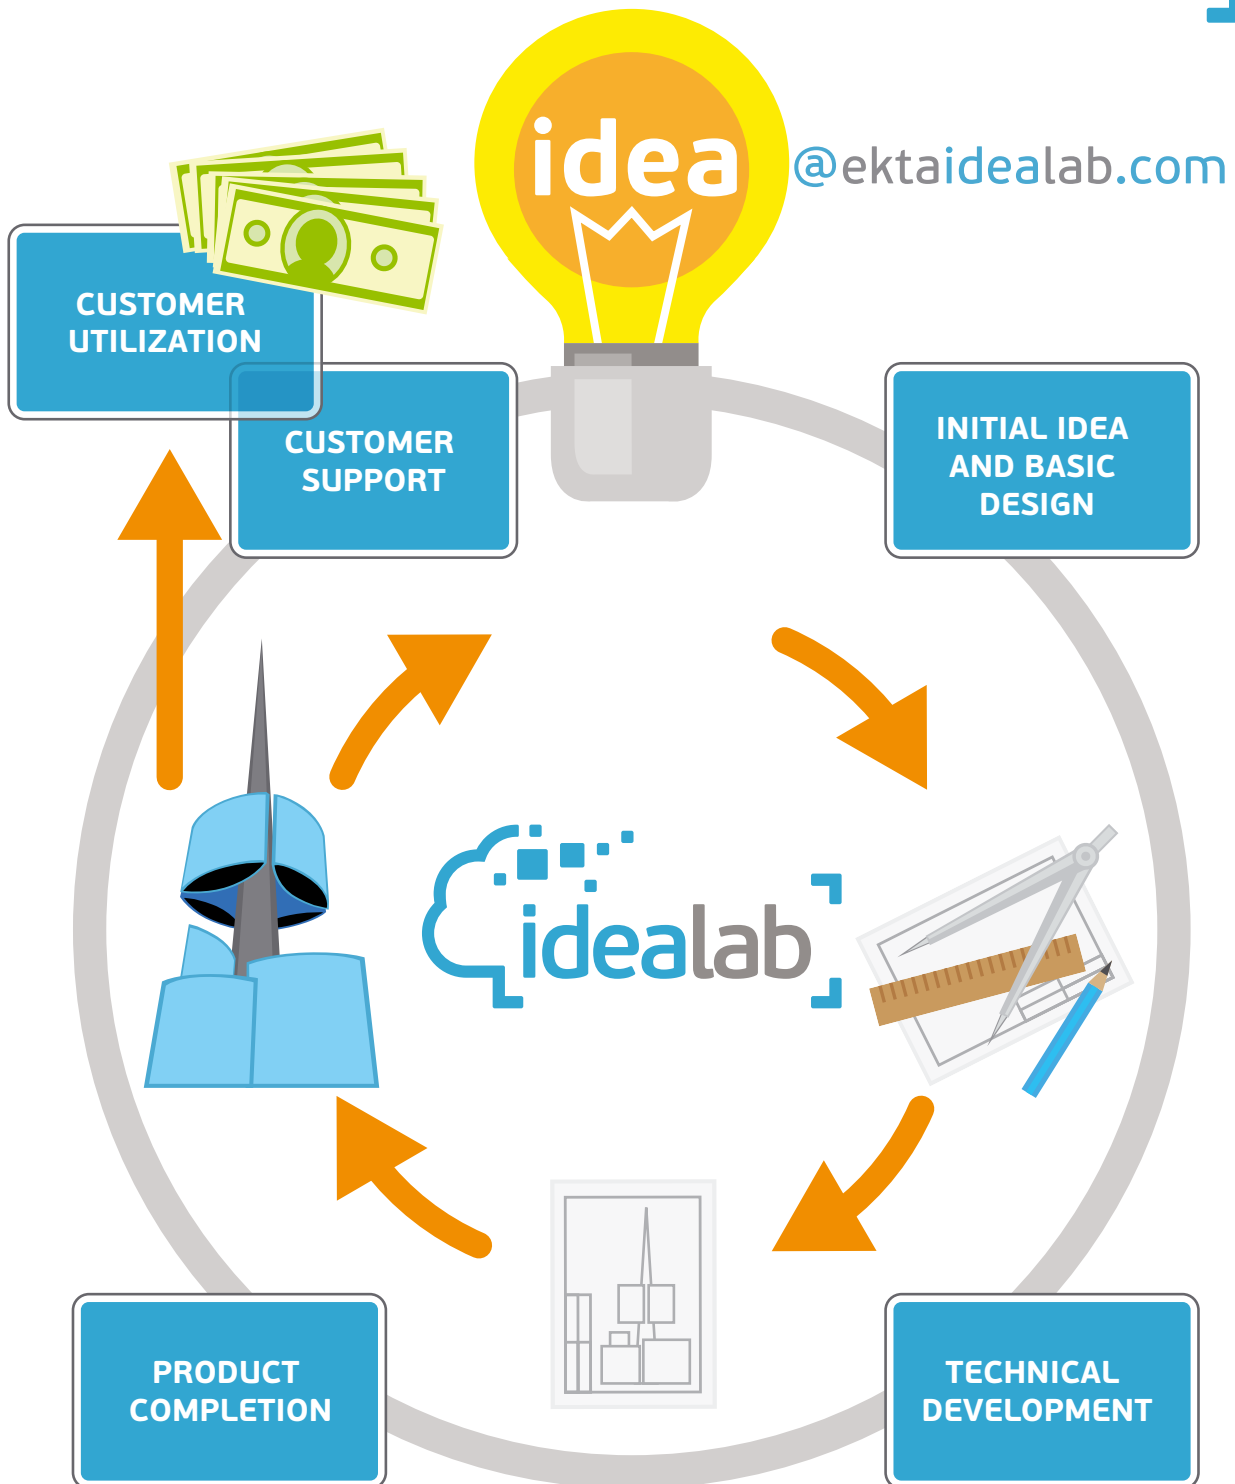 idea@ektaidealab.com
CUSTOMER
UTILIZATION
CUSTOMER
SUPPORT
INITIAL IDEA
AND BASIC
DESIGN
idealab
PRODUCT
COMPLETION
TECHNICAL
DEVELOPMENT